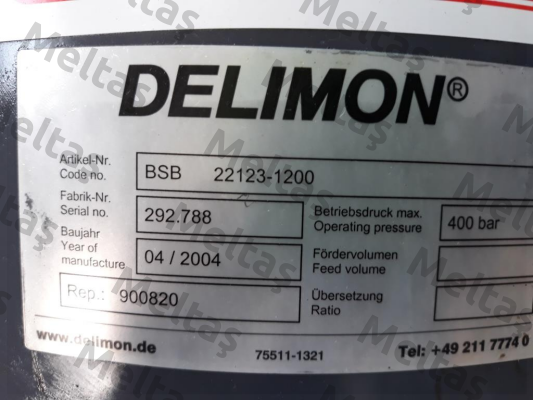 DELIMON®
Artikel-Nr.
Code no.
BSB 22123-1200
Fabrik-Nr.
Serial no.
292.788
Betriebsdruck max.
Operating pressure
400 bar
Baujahr
Year of
manufacture
04 / 2004
Fördervolumen
Feed volume
Rep.: 900820
Übersetzung
Ratio
www.delimon.de
75511-1321
Tel: +49 211 7774 0
Meltaş